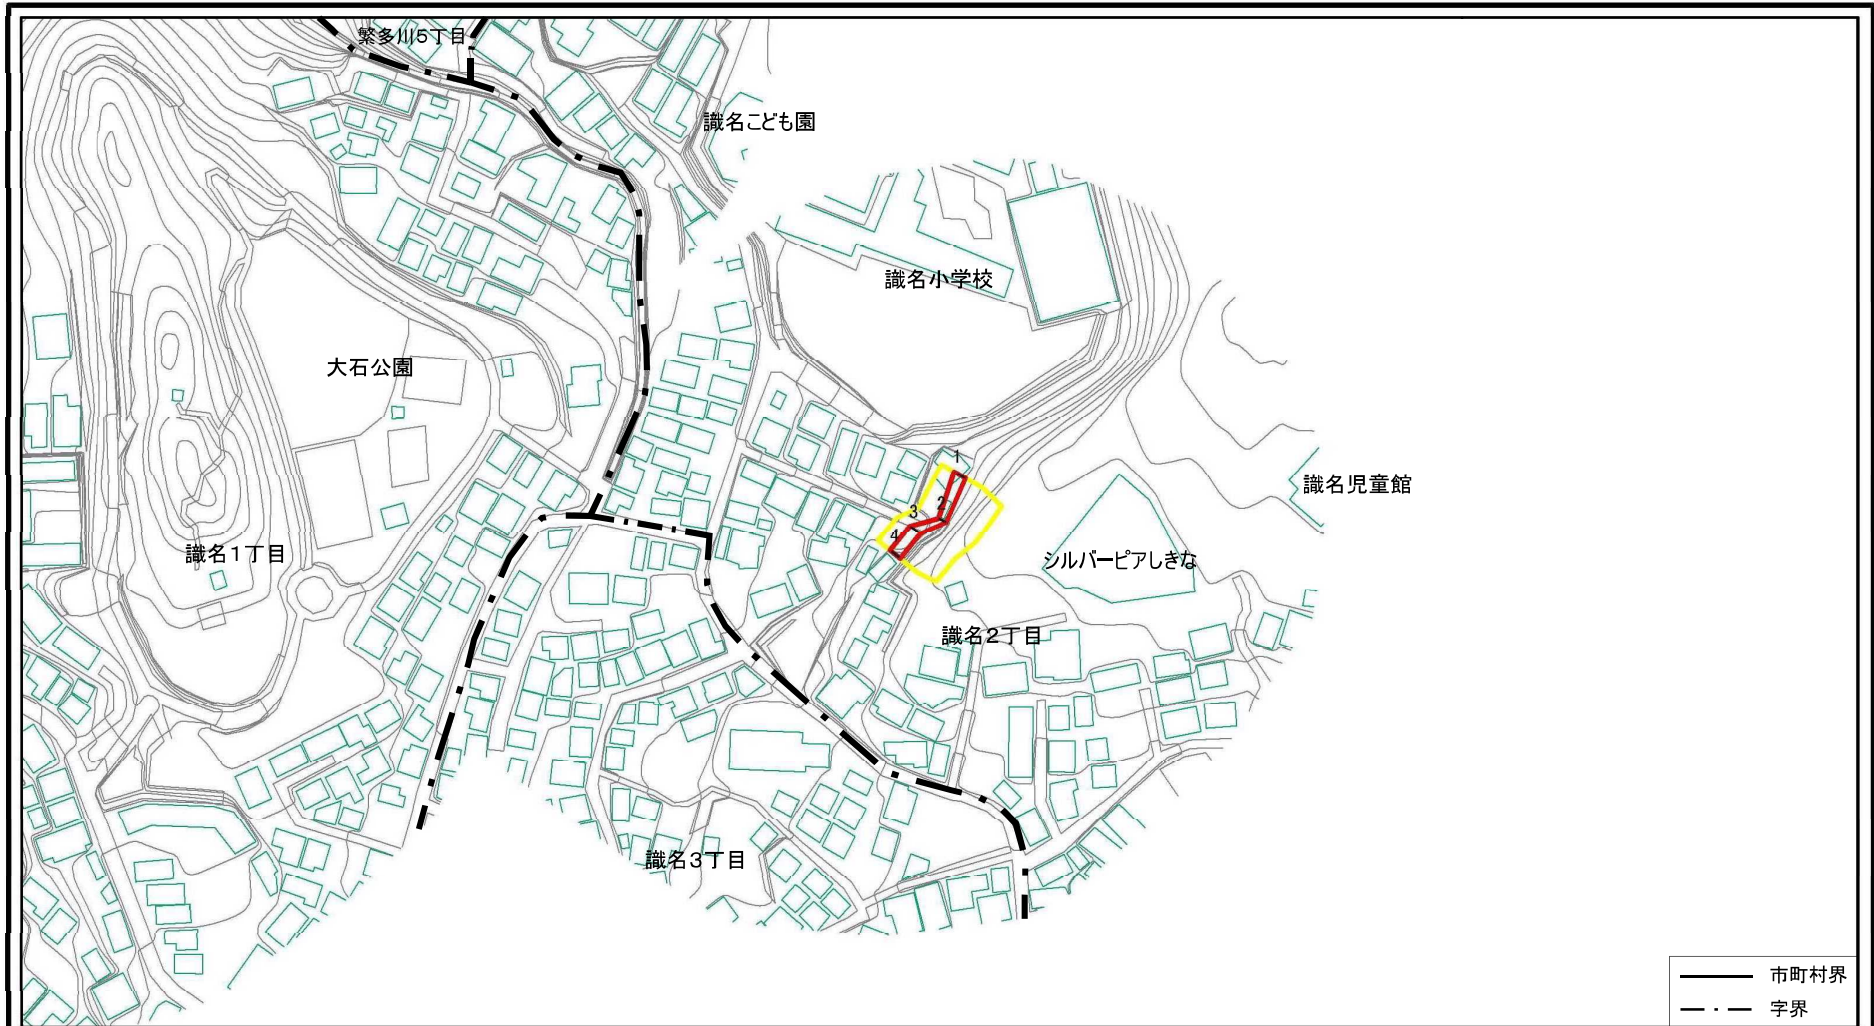 繁多川5丁目
識名こども園
識名小学校
大石公園
1
識名児童館
2
3
4
識名1丁目
シルバーピアしきな
識名2丁目
識名3丁目
市町村界
字界